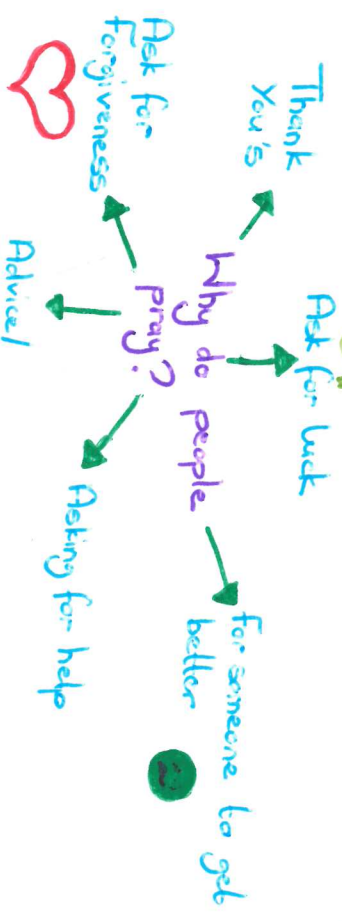 Thank
You's
Ask for luck
for someone to get
better
Why do people
pray?
Ask for
forgiveness
Advice/
Asking for help